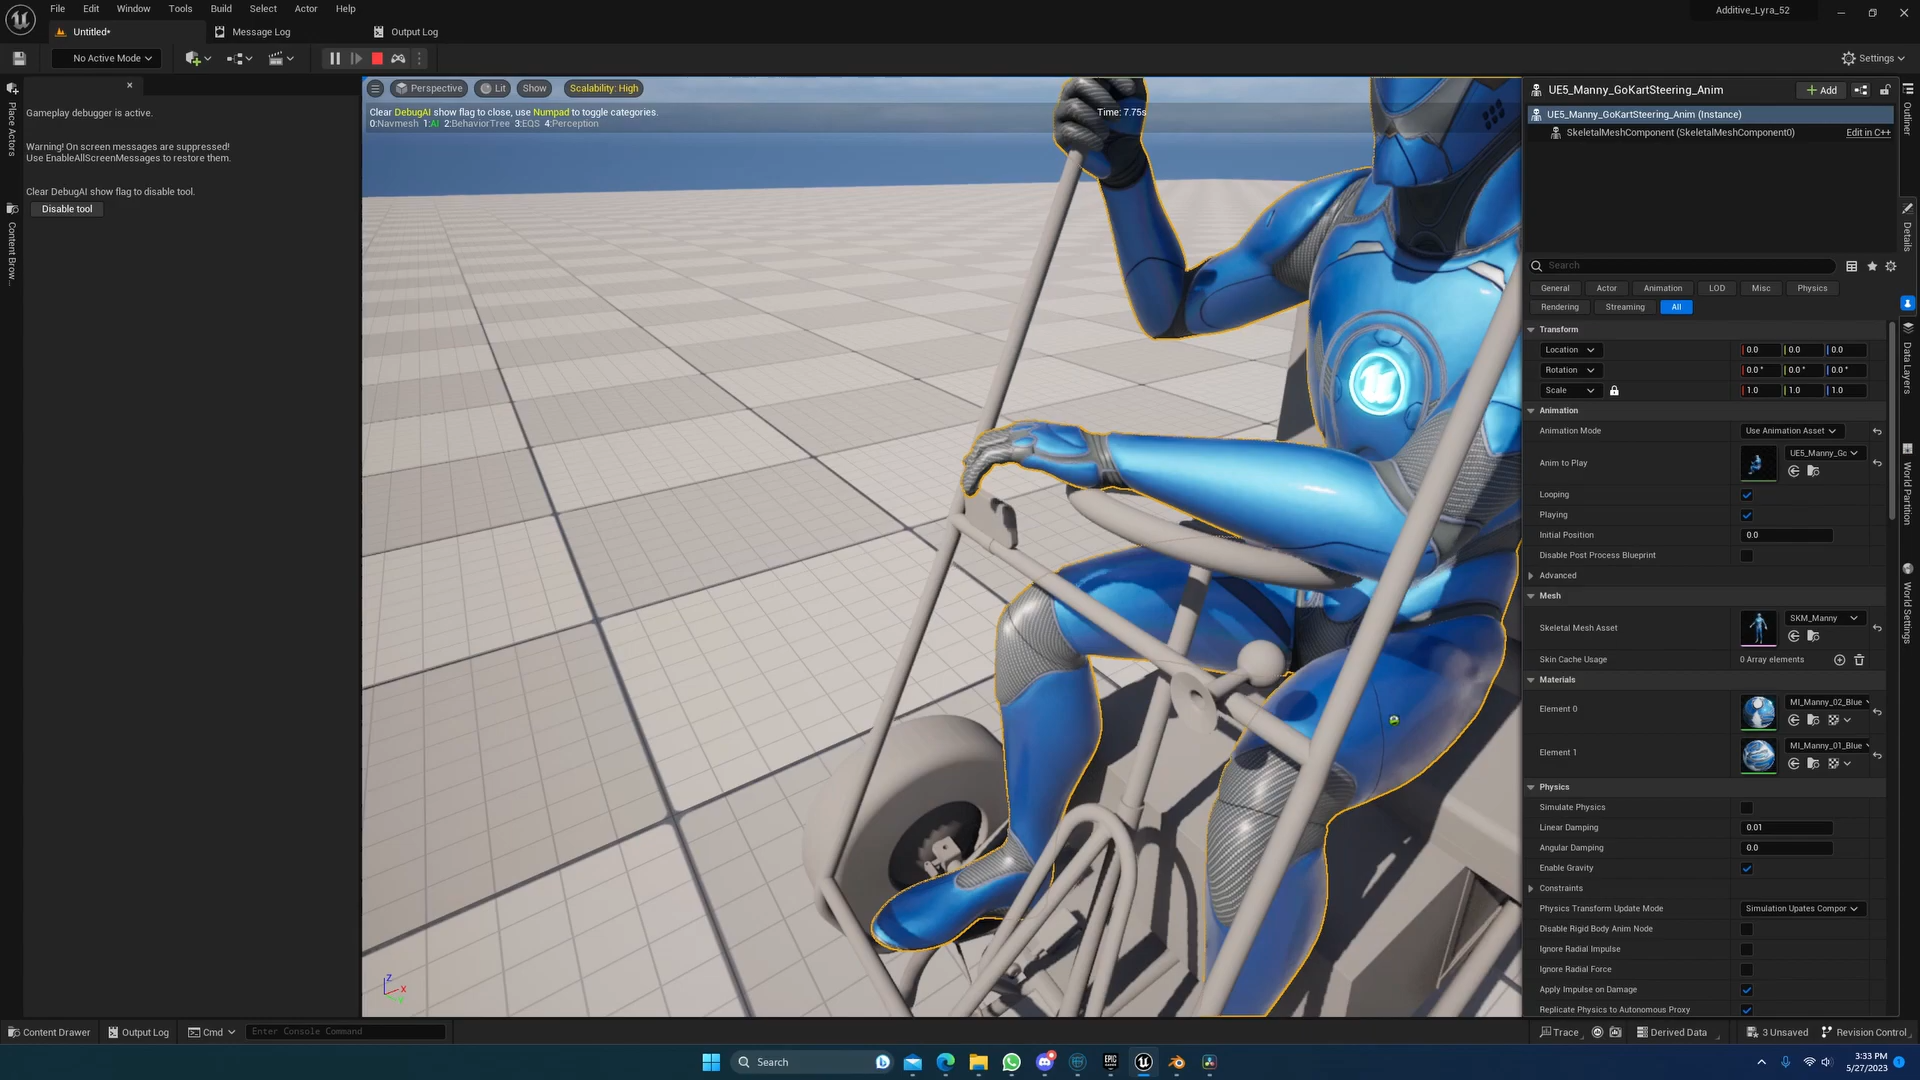 File Edit Window Tools Build Select Actor Help
Additive_Lyra_52
Untitled*
Message Log
Output Log
No Active Mode
Settings
Place Actors
Content Brow...
Gameplay debugger is active.
Warning! On screen messages are suppressed!
Use EnableAllScreenMessages to restore them.
Clear DebugAI show flag to disable tool.
Disable tool
Perspective
Lit
Show
Scalability: High
Clear DebugAI show flag to close, use Numpad to toggle categories.
0:Navmesh 1:AI 2:BehaviorTree 3:EQS 4:Perception
Time: 7.75s
Z
X
Y
UE5_Manny_GoKartSteering_Anim
Add
UE5_Manny_GoKartSteering_Anim (Instance)
SkeletalMeshComponent (SkeletalMeshComponent0)
Edit in C++
Search
General Actor Animation LOD Misc Physics
Rendering Streaming All
Transform
Location 0.0 0.0 0.0
Rotation 0.0° 0.0° 0.0°
Scale 1.0 1.0 1.0
Animation
Animation Mode Use Animation Asset
Anim to Play UE5_Manny_Gc
Looping
Playing
Initial Position 0.0
Disable Post Process Blueprint
Advanced
Mesh
Skeletal Mesh Asset SKM_Manny
Skin Cache Usage 0 Array elements
Materials
Element 0 MI_Manny_02_Blue
Element 1 MI_Manny_01_Blue
Physics
Simulate Physics
Linear Damping 0.01
Angular Damping 0.0
Enable Gravity
Constraints
Physics Transform Update Mode Simulation Upates Compor
Disable Rigid Body Anim Node
Ignore Radial Impulse
Ignore Radial Force
Apply Impulse on Damage
Replicate Physics to Autonomous Proxy
Outliner
Details
Data Layers
World Partition
World Settings
Content Drawer
Output Log
Cmd
Enter Console Command
Trace
Derived Data
3 Unsaved
Revision Control
Search
EPIC
3:33 PM
5/27/2023